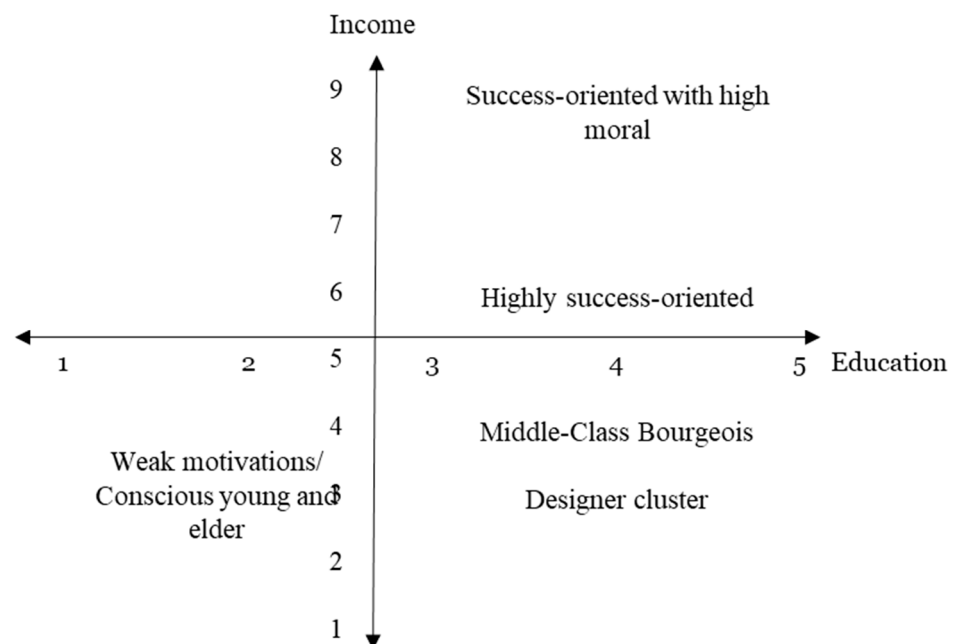 Income
9
Success-oriented with high
moral
8
7
6
Highly success-oriented
1 2 5 3 4 5 Education
4
Middle-Class Bourgeois
Weak motivations/
Conscious young and
elder
3
Designer cluster
2
1